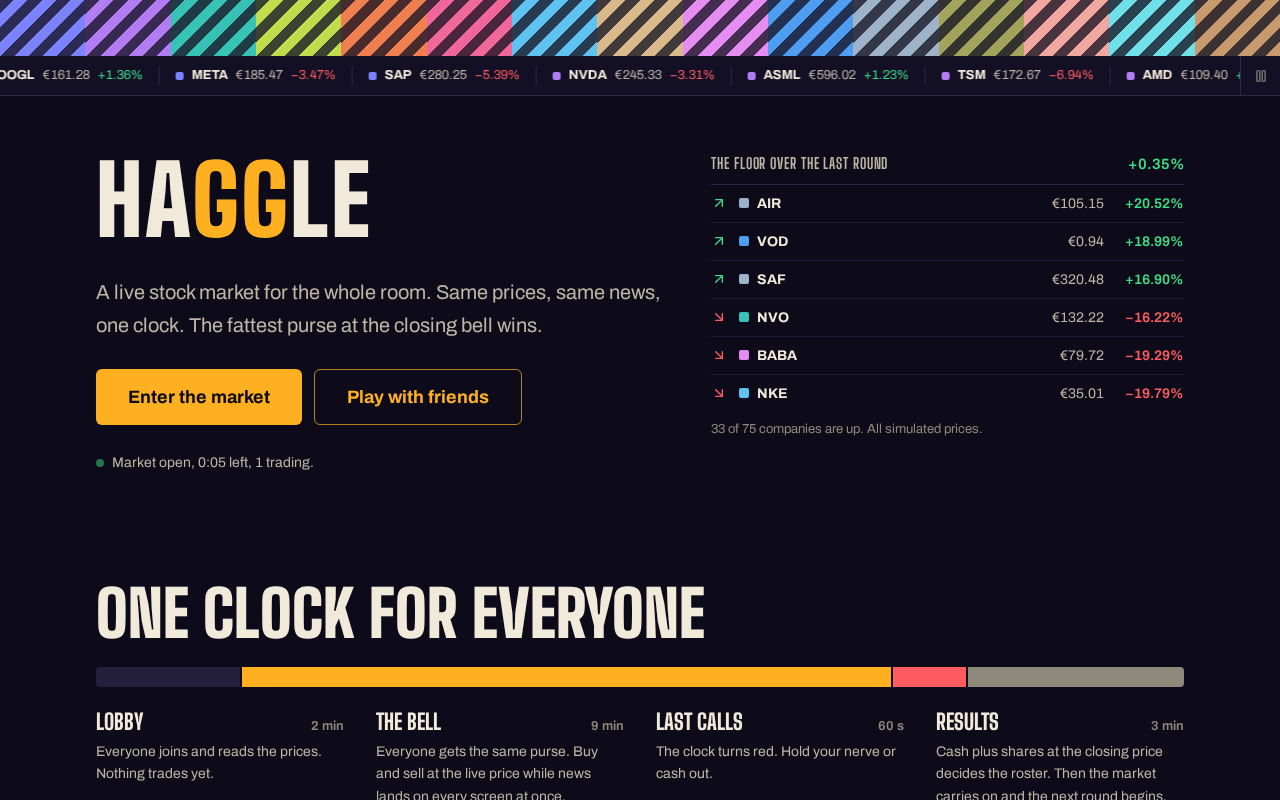 OOGL €161.28 +1.36% META €185.47 −3.47% SAP €280.25 −5.39% NVDA €245.33 −3.31% ASML €596.02 +1.23% TSM €172.67 −6.94% AMD €109.40
HAGGLE
A live stock market for the whole room. Same prices, same news,
one clock. The fattest purse at the closing bell wins.
Enter the market Play with friends
Market open, 0:05 left, 1 trading.
THE FLOOR OVER THE LAST ROUND +0.35%
AIR €105.15 +20.52%
VOD €0.94 +18.99%
SAF €320.48 +16.90%
NVO €132.22 −16.22%
BABA €79.72 −19.29%
NKE €35.01 −19.79%
33 of 75 companies are up. All simulated prices.
ONE CLOCK FOR EVERYONE
LOBBY 2 min
Everyone joins and reads the prices.
Nothing trades yet.
THE BELL 9 min
Everyone gets the same purse. Buy
and sell at the live price while news
lands on every screen at once.
LAST CALLS 60 s
The clock turns red. Hold your nerve or
cash out.
RESULTS 3 min
Cash plus shares at the closing price
decides the roster. Then the market
carries on and the next round begins.